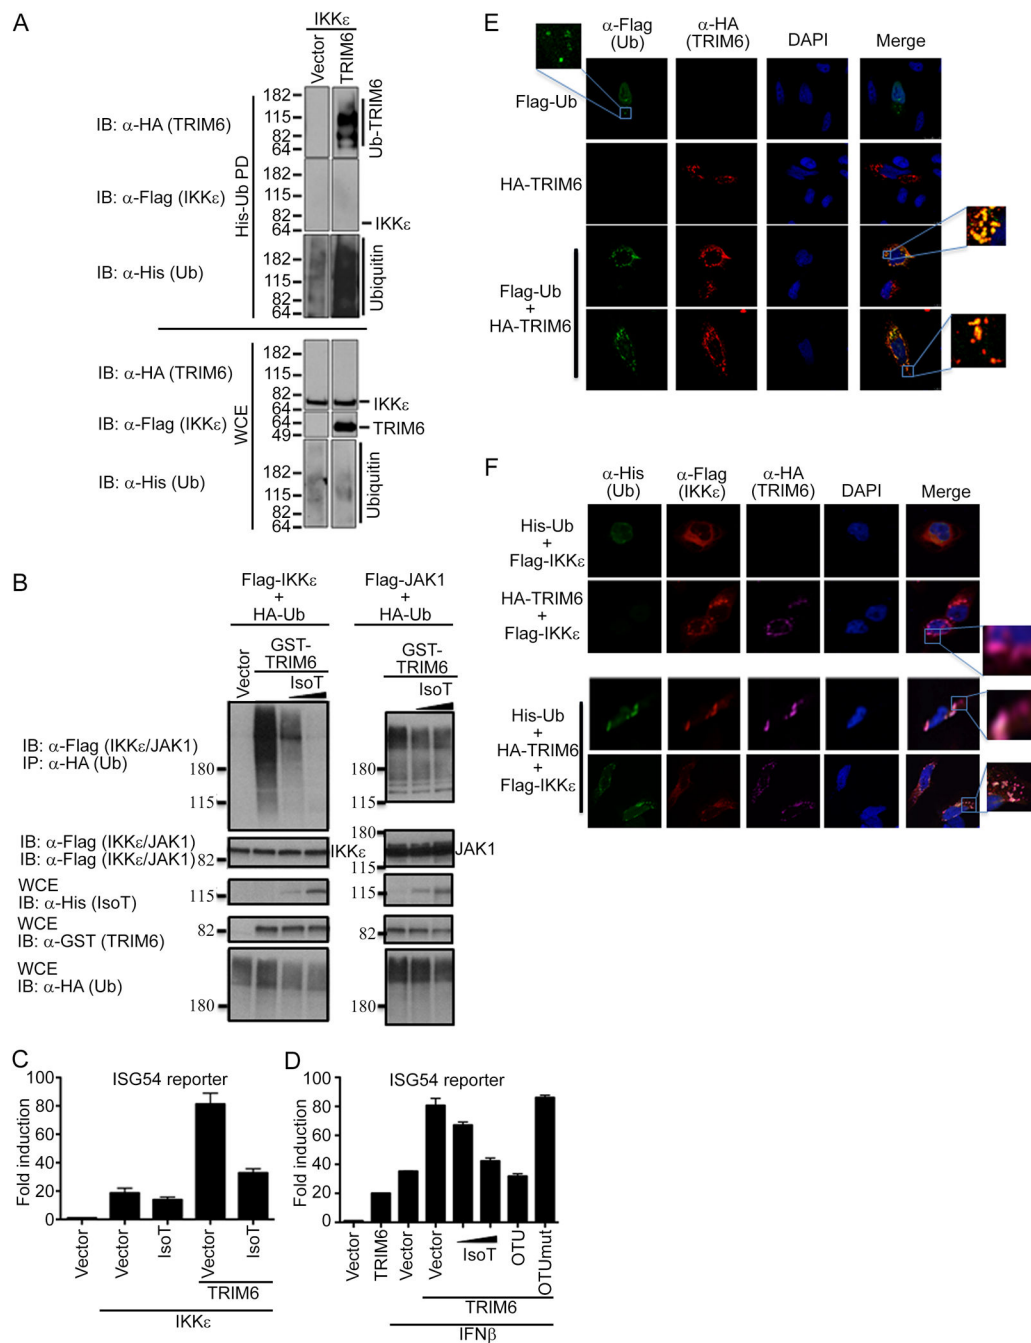 A
IKKε
Vector
TRIM6
IB: α-HA (TRIM6)
IB: α-Flag (IKKε)
IB: α-His (Ub)
His-Ub PD
182
115
82
64
182
115
82
64
182
115
82
64
Ub-TRIM6
IKKε
Ubiquitin
IB: α-HA (TRIM6)
IB: α-Flag (IKKε)
IB: α-His (Ub)
WCE
182
115
82
64
64
49
182
115
82
64
IKKε
TRIM6
Ubiquitin
B
Flag-IKKε
+
HA-Ub
Flag-JAK1
+
HA-Ub
Vector
GST-
TRIM6
IsoT
GST-
TRIM6
IsoT
IB: α-Flag (IKKε/JAK1)
IP: α-HA (Ub)
180
115
180
115
IB: α-Flag (IKKε/JAK1)
IB: α-Flag (IKKε/JAK1)
82
IKKε
180
115
JAK1
WCE
IB: α-His (IsoT)
115
115
WCE
IB: α-GST (TRIM6)
82
82
WCE
IB: α-HA (Ub)
180
180
C
ISG54 reporter
Fold induction
100
80
60
40
20
0
Vector
Vector
IsoT
Vector
IsoT
TRIM6
IKKε
D
ISG54 reporter
Fold induction
100
80
60
40
20
0
Vector
TRIM6
Vector
Vector
IsoT
OTU
OTUmut
TRIM6
IFNβ
E
α-Flag
(Ub)
α-HA
(TRIM6)
DAPI
Merge
Flag-Ub
HA-TRIM6
Flag-Ub
+
HA-TRIM6
F
α-His
(Ub)
α-Flag
(IKKε)
α-HA
(TRIM6)
DAPI
Merge
His-Ub
+
Flag-IKKε
HA-TRIM6
+
Flag-IKKε
His-Ub
+
HA-TRIM6
+
Flag-IKKε